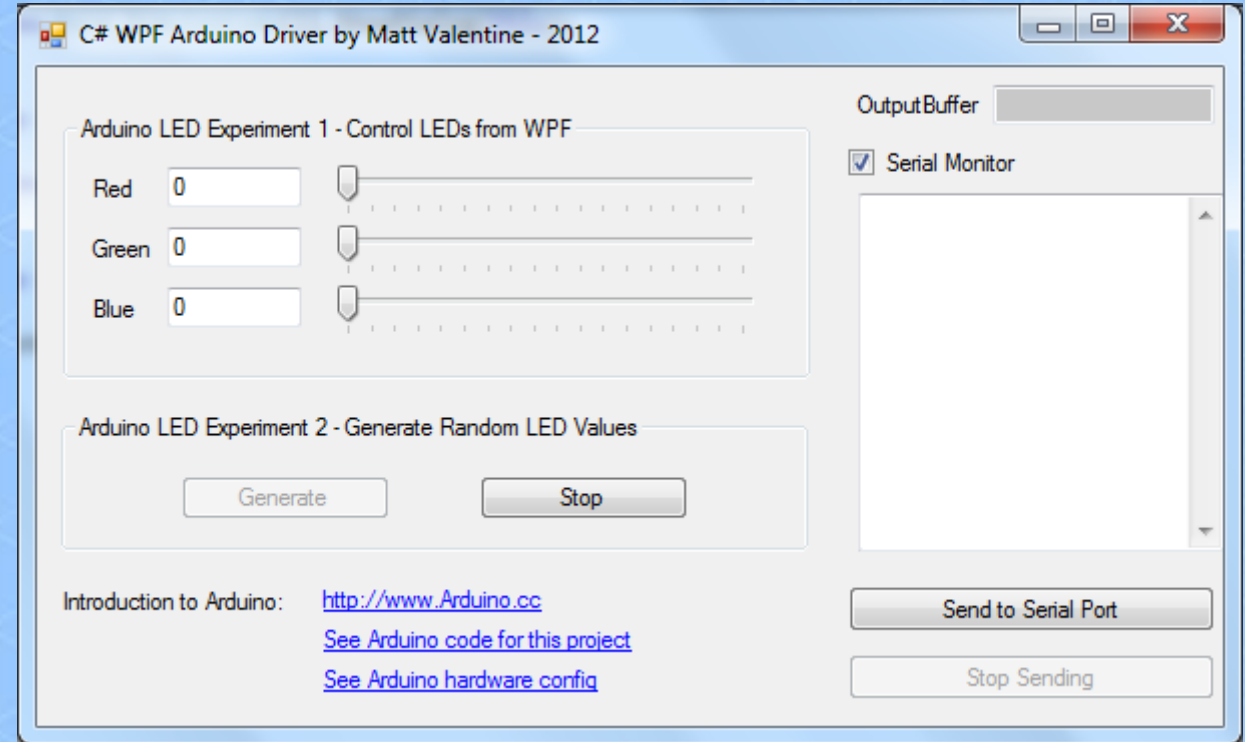 C# WPF Arduino Driver by Matt Valentine - 2012
Arduino LED Experiment 1 - Control LEDs from WPF
Red 0
Green 0
Blue 0
Arduino LED Experiment 2 - Generate Random LED Values
Generate Stop
Introduction to Arduino: http://www.Arduino.cc
See Arduino code for this project
See Arduino hardware config
OutputBuffer
Serial Monitor
Send to Serial Port
Stop Sending